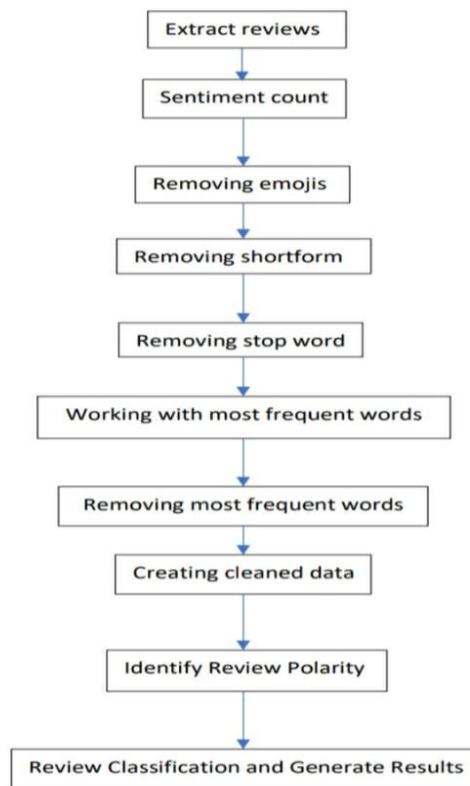 Extract reviews
Sentiment count
Removing emojis
Removing shortform
Removing stop word
Working with most frequent words
Removing most frequent words
Creating cleaned data
Identify Review Polarity
Review Classification and Generate Results